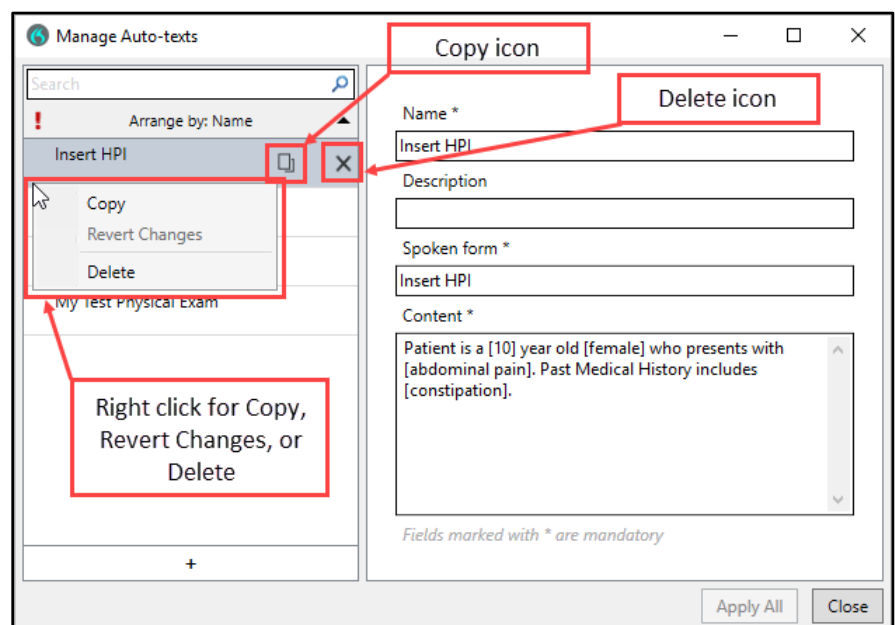 Manage Auto-texts
Copy icon
Search
Delete icon
! Arrange by: Name
Name *
Insert HPI
Insert HPI
Description
Copy
Revert Changes
Delete
Spoken form *
Insert HPI
My Test Physical Exam
Content *
Patient is a [10] year old [female] who presents with
[abdominal pain]. Past Medical History includes
[constipation].
Right click for Copy,
Revert Changes, or
Delete
Fields marked with * are mandatory
+
Apply All
Close